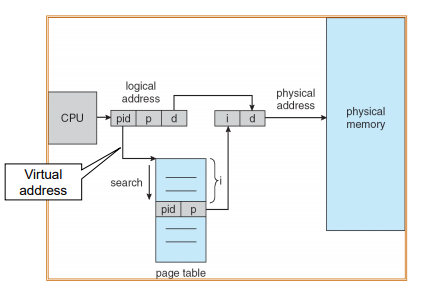 logical
address
physical
address
CPU
pid p d
i d
physical
memory
Virtual
address
search
i
pid p
page table